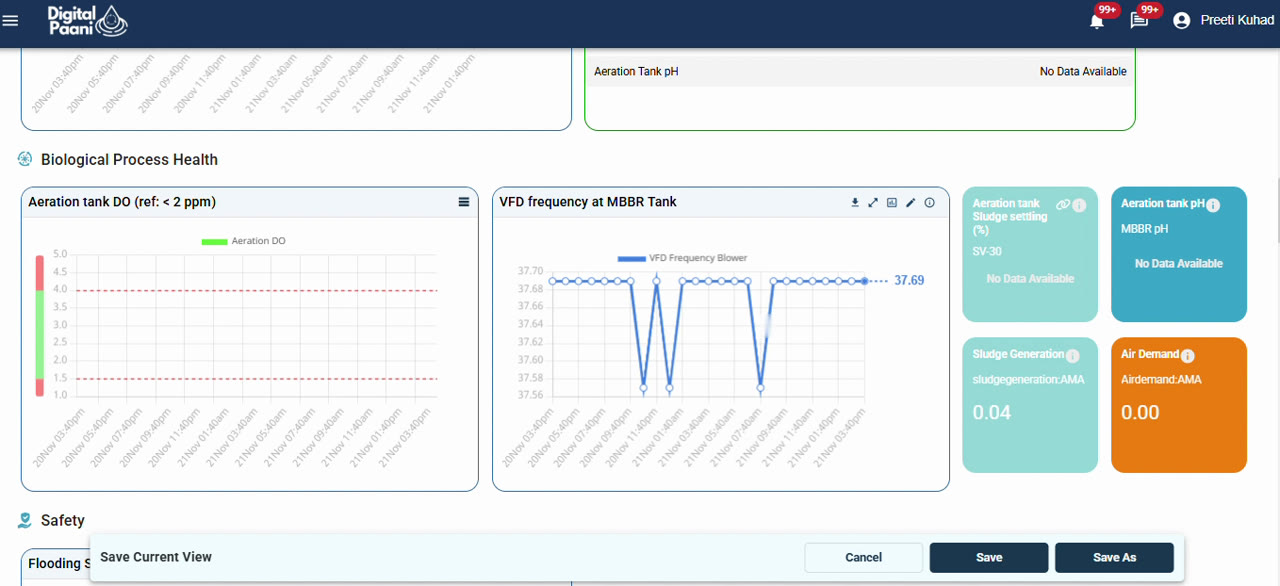 Digital
Paani
99+
99+
Preeti Kuhad
20Nov 03:40pm
20Nov 05:40pm
20Nov 07:40pm
20Nov 09:40pm
20Nov 11:40pm
21Nov 01:40am
21Nov 03:40am
21Nov 05:40am
21Nov 07:40am
21Nov 09:40am
21Nov 11:40am
21Nov 01:40pm
Aeration Tank pH No Data Available
Biological Process Health
Aeration tank DO (ref: < 2 ppm)
Aeration DO
5.0
4.5
4.0
3.5
3.0
2.5
2.0
1.5
1.0
20Nov 03:40pm
20Nov 05:40pm
20Nov 07:40pm
20Nov 09:40pm
20Nov 11:40pm
21Nov 01:40am
21Nov 03:40am
21Nov 05:40am
21Nov 07:40am
21Nov 09:40am
21Nov 11:40am
21Nov 01:40pm
21Nov 03:40pm
VFD frequency at MBBR Tank
VFD Frequency Blower
37.70
37.68
37.66
37.64
37.62
37.60
37.58
37.56
37.69
20Nov 03:40pm
20Nov 05:40pm
20Nov 07:40pm
20Nov 09:40pm
20Nov 11:40pm
21Nov 01:40am
21Nov 03:40am
21Nov 05:40am
21Nov 07:40am
21Nov 09:40am
21Nov 11:40am
21Nov 01:40pm
21Nov 03:40pm
Aeration tank
Sludge settling
(%)
SV-30
No Data Available
Aeration tank pH
MBBR pH
No Data Available
Sludge Generation
sludgegeneration:AMA
0.04
Air Demand
Airdemand:AMA
0.00
Safety
Flooding S
Save Current View
Cancel
Save
Save As